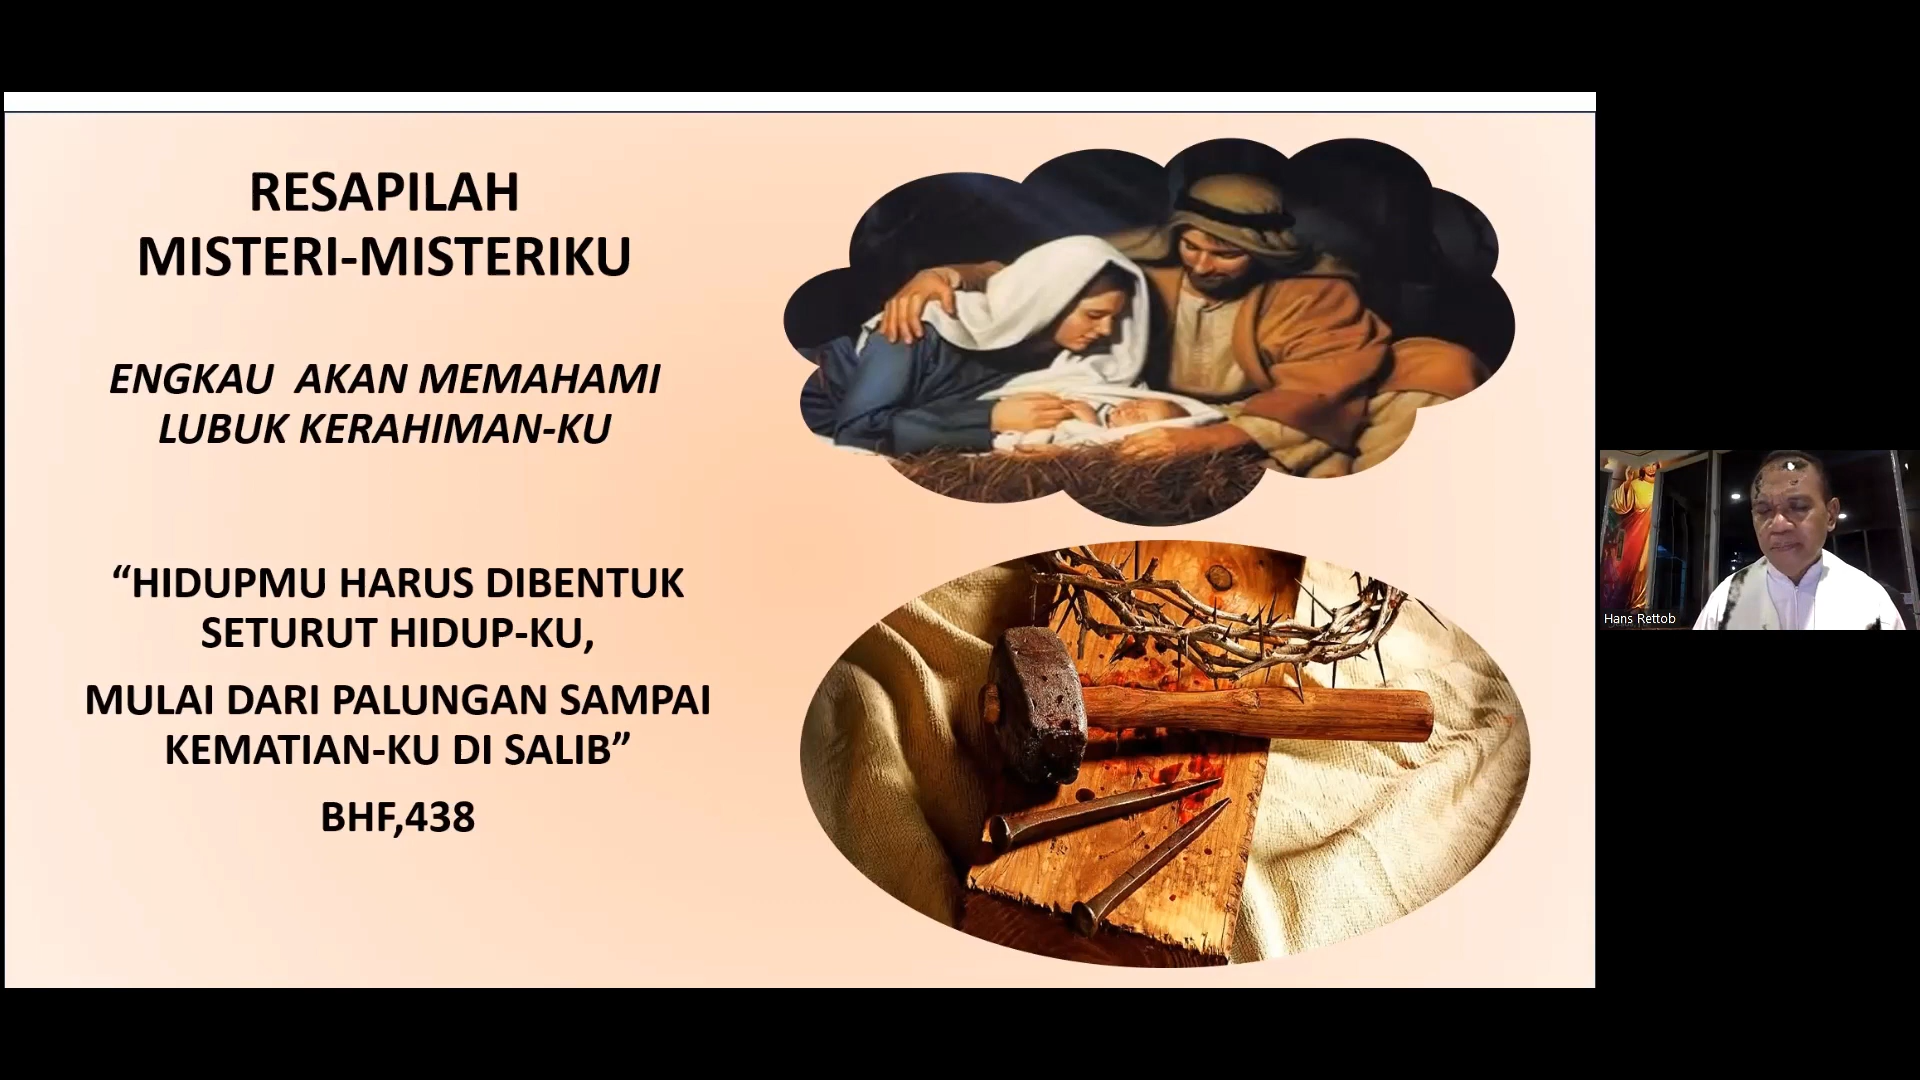 RESAPILAH
MISTERI-MISTERIKU
ENGKAU  AKAN MEMAHAMI
LUBUK KERAHIMAN-KU
“HIDUPMU HARUS DIBENTUK
SETURUT HIDUP-KU,
MULAI DARI PALUNGAN SAMPAI
KEMATIAN-KU DI SALIB”
BHF,438
Hans Rettob